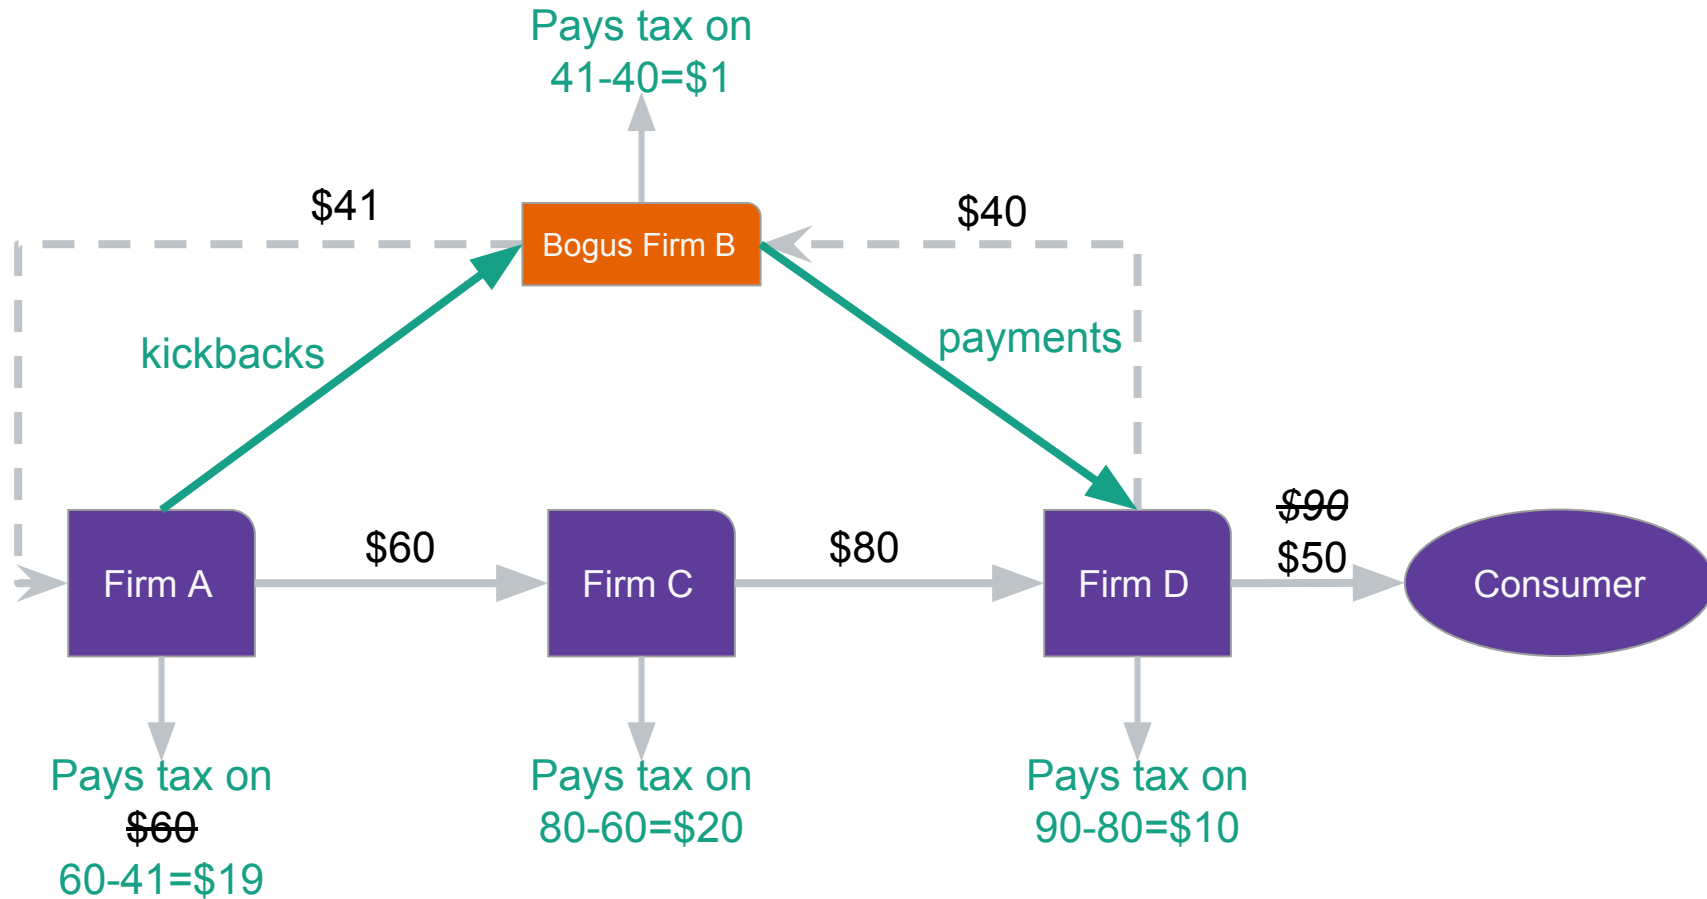 Pays tax on
41-40=$1
$41
$40
Bogus Firm B
kickbacks
payments
$90
$60
$80
$50
Firm A
Firm C
Firm D
Consumer
Pays tax on
$60
60-41=$19
Pays tax on
80-60=$20
Pays tax on
90-80=$10